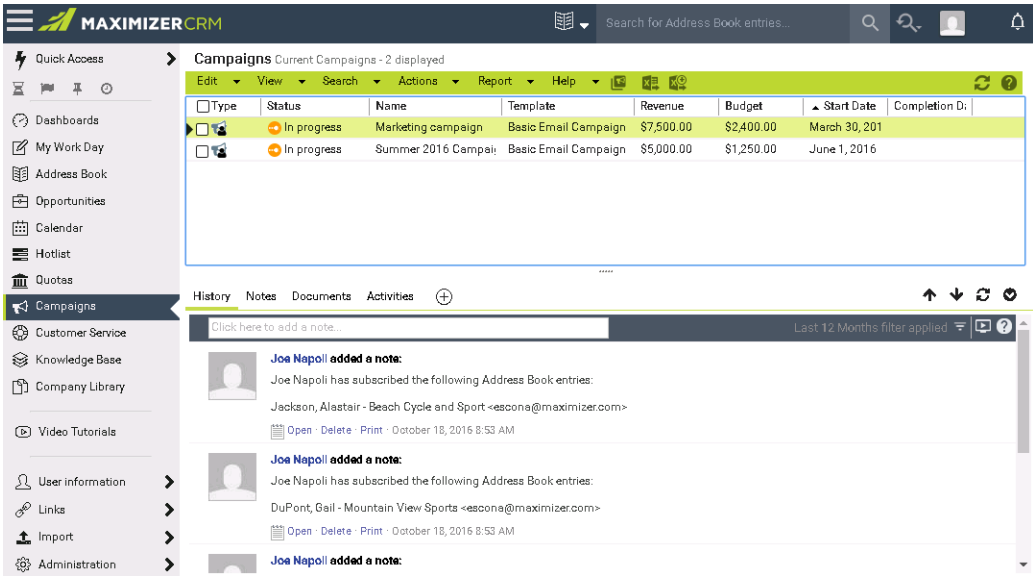 MAXIMIZERCRM
Search for Address Book entries...
Quick Access
Dashboards
My Work Day
Address Book
Opportunities
Calendar
Hotlist
Quotas
Campaigns
Customer Service
Knowledge Base
Company Library
Video Tutorials
User information
Links
Import
Administration
Campaigns Current Campaigns - 2 displayed
Edit View Search Actions Report Help
Type Status Name Template Revenue Budget Start Date Completion Da
In progress Marketing campaign Basic Email Campaign $7,500.00 $2,400.00 March 30, 201
In progress Summer 2016 Campai Basic Email Campaign $5,000.00 $1,250.00 June 1, 2016
History Notes Documents Activities
Click here to add a note...
Last 12 Months filter applied
Joe Napoli added a note:
Joe Napoli has subscribed the following Address Book entries:
Jackson, Alastair - Beach Cycle and Sport <escona@maximizer.com>
Open · Delete · Print · October 18, 2016 8:53 AM
Joe Napoli added a note:
Joe Napoli has subscribed the following Address Book entries:
DuPont, Gail - Mountain View Sports <escona@maximizer.com>
Open · Delete · Print · October 18, 2016 8:53 AM
Joe Napoli added a note: